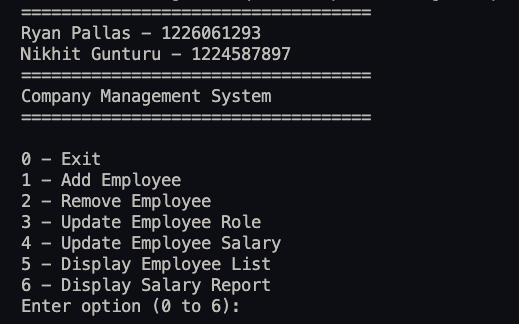 ===================================
Ryan Pallas – 1226061293
Nikhit Gunturu – 1224587897
===================================
Company Management System
===================================
0 – Exit
1 – Add Employee
2 – Remove Employee
3 – Update Employee Role
4 – Update Employee Salary
5 – Display Employee List
6 – Display Salary Report
Enter option (0 to 6):